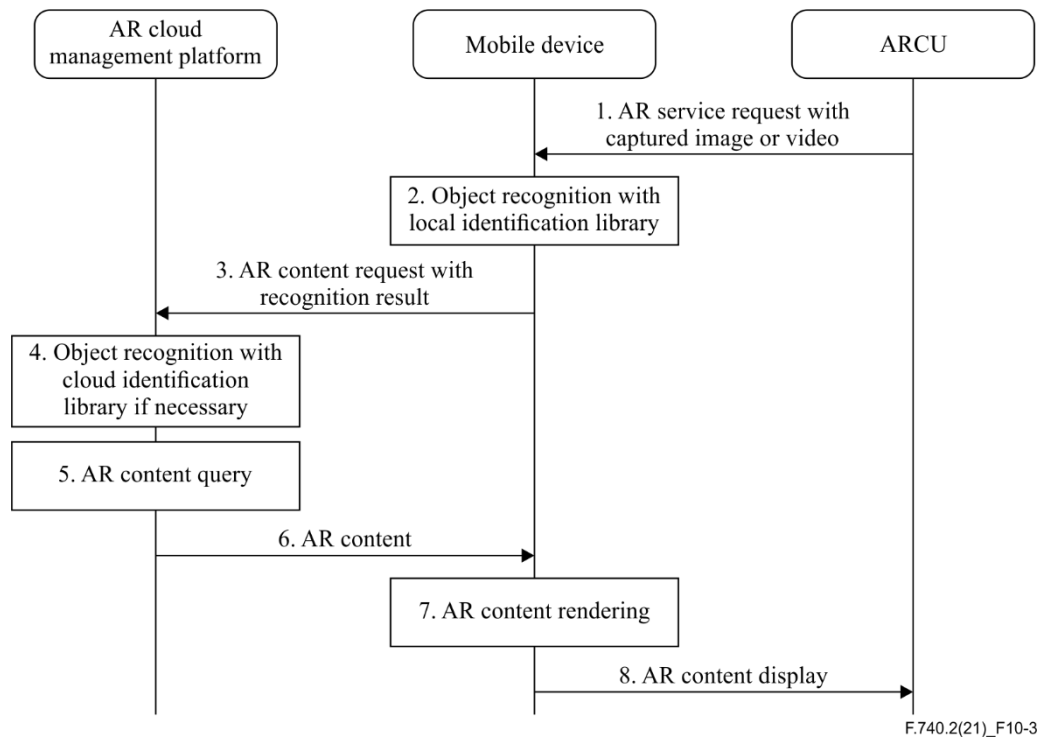 AR cloud
management platform
Mobile device
ARCU
1. AR service request with
captured image or video
2. Object recognition with
local identification library
3. AR content request with
recognition result
4. Object recognition with
cloud identification
library if necessary
5. AR content query
6. AR content
7. AR content rendering
8. AR content display
F.740.2(21)_F10-3